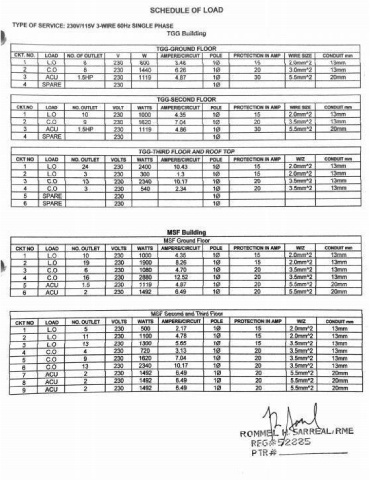 SCHEDULE OF LOAD
TYPE OF SERVICE: 230V/115V 3-WIRE 60Hz SINGLE PHASE
TGG Building
TGG-GROUND FLOOR
CKT. NO. LOAD NO. OF OUTLET V W AMPERE/CIRCUIT POLE PROTECTION IN AMP WIRE SIZE CONDUIT mm
1 L.O 6 230 600 1Ø 15 2.0mm^2 13mm
2 C.O 8 230 1440 6.26 1Ø 20 3.0mm^2 13mm
3 ACU 1.5HP 230 1119 4.87 1Ø 30 5.5mm^2 20mm
4 SPARE 230
TGG-SECOND FLOOR
CKT NO LOAD NO. OUTLET VOLT WATTS AMPERE/CIRCUIT POLE PROTECTION IN AMP WIRE SIZE CONDUIT mm
1 L.O 10 230 1000 4.35 1Ø 15 2.0mm^2 13mm
2 C.O 9 230 1620 7.04 1Ø 20 3.5mm^2 13mm
3 ACU 1.5HP 230 1119 4.86 1Ø 30 5.5mm^2 20mm
4 SPARE 230
TGG-THIRD FLOOR AND ROOF TOP
CKT NO LOAD NO. OUTLET VOLTS WATTS AMPERE/CIRCUIT POLE PROTECTION IN AMP WIZ CONDUIT mm
1 L.O 24 230 2400 10.43 1Ø 15 2.0mm^2 13mm
2 L.O 3 230 300 1.3 1Ø 15 2.0mm^2 13mm
3 C.O 13 230 2340 10.17 1Ø 20 3.5mm^2 13mm
4 C.O 3 230 540 2.34 1Ø 20 3.5mm^2 13mm
5 SPARE 230
6 SPARE 230
MSF Building
MSF Ground Floor
CKT NO LOAD NO. OUTLET VOLTS WATTS AMPERE/CIRCUIT POLE PROTECTION IN AMP WIZ CONDUIT mm
1 L.O 10 230 1000 4.35 1Ø 15 2.0mm^2 13mm
2 L.O 19 230 1900 8.26 1Ø 15 2.0mm^2 13mm
3 C.O 6 230 1080 4.70 1Ø 20 3.5mm^2 13mm
4 C.O 16 230 2880 12.52 1Ø 20 3.5mm^2 13mm
5 ACU 1.5 230 1119 4.87 1Ø 20 5.5mm^2 20mm
6 ACU 2 230 1492 6.49 1Ø 20 5.5mm^2 20mm
MSF Second and Third Floor
CKT NO LOAD NO. OUTLET VOLTS WATTS AMPERE/CIRCUIT POLE PROTECTION IN AMP WIZ CONDUIT mm
1 L.O 5 230 500 2.17 1Ø 15 2.0mm^2 13mm
2 L.O 11 230 1100 4.78 1Ø 15 2.0mm^2 13mm
3 L.O 13 230 1300 5.65 1Ø 15 3.5mm^2 13mm
4 C.O 4 230 720 3.13 1Ø 20 3.5mm^2 13mm
5 C.O 9 230 1620 7.04 1Ø 20 3.5mm^2 13mm
6 C.O 13 230 2340 10.17 1Ø 20 3.5mm^2 13mm
7 ACU 2 230 1492 6.49 1Ø 20 5.5mm^2 20mm
8 ACU 2 230 1492 6.49 1Ø 20 5.5mm^2 20mm
9 ACU 2 230 1492 6.49 1Ø 20 5.5mm^2 20mm
ROMMEL H. SARREAL, RME
REG# 52885
PTR#